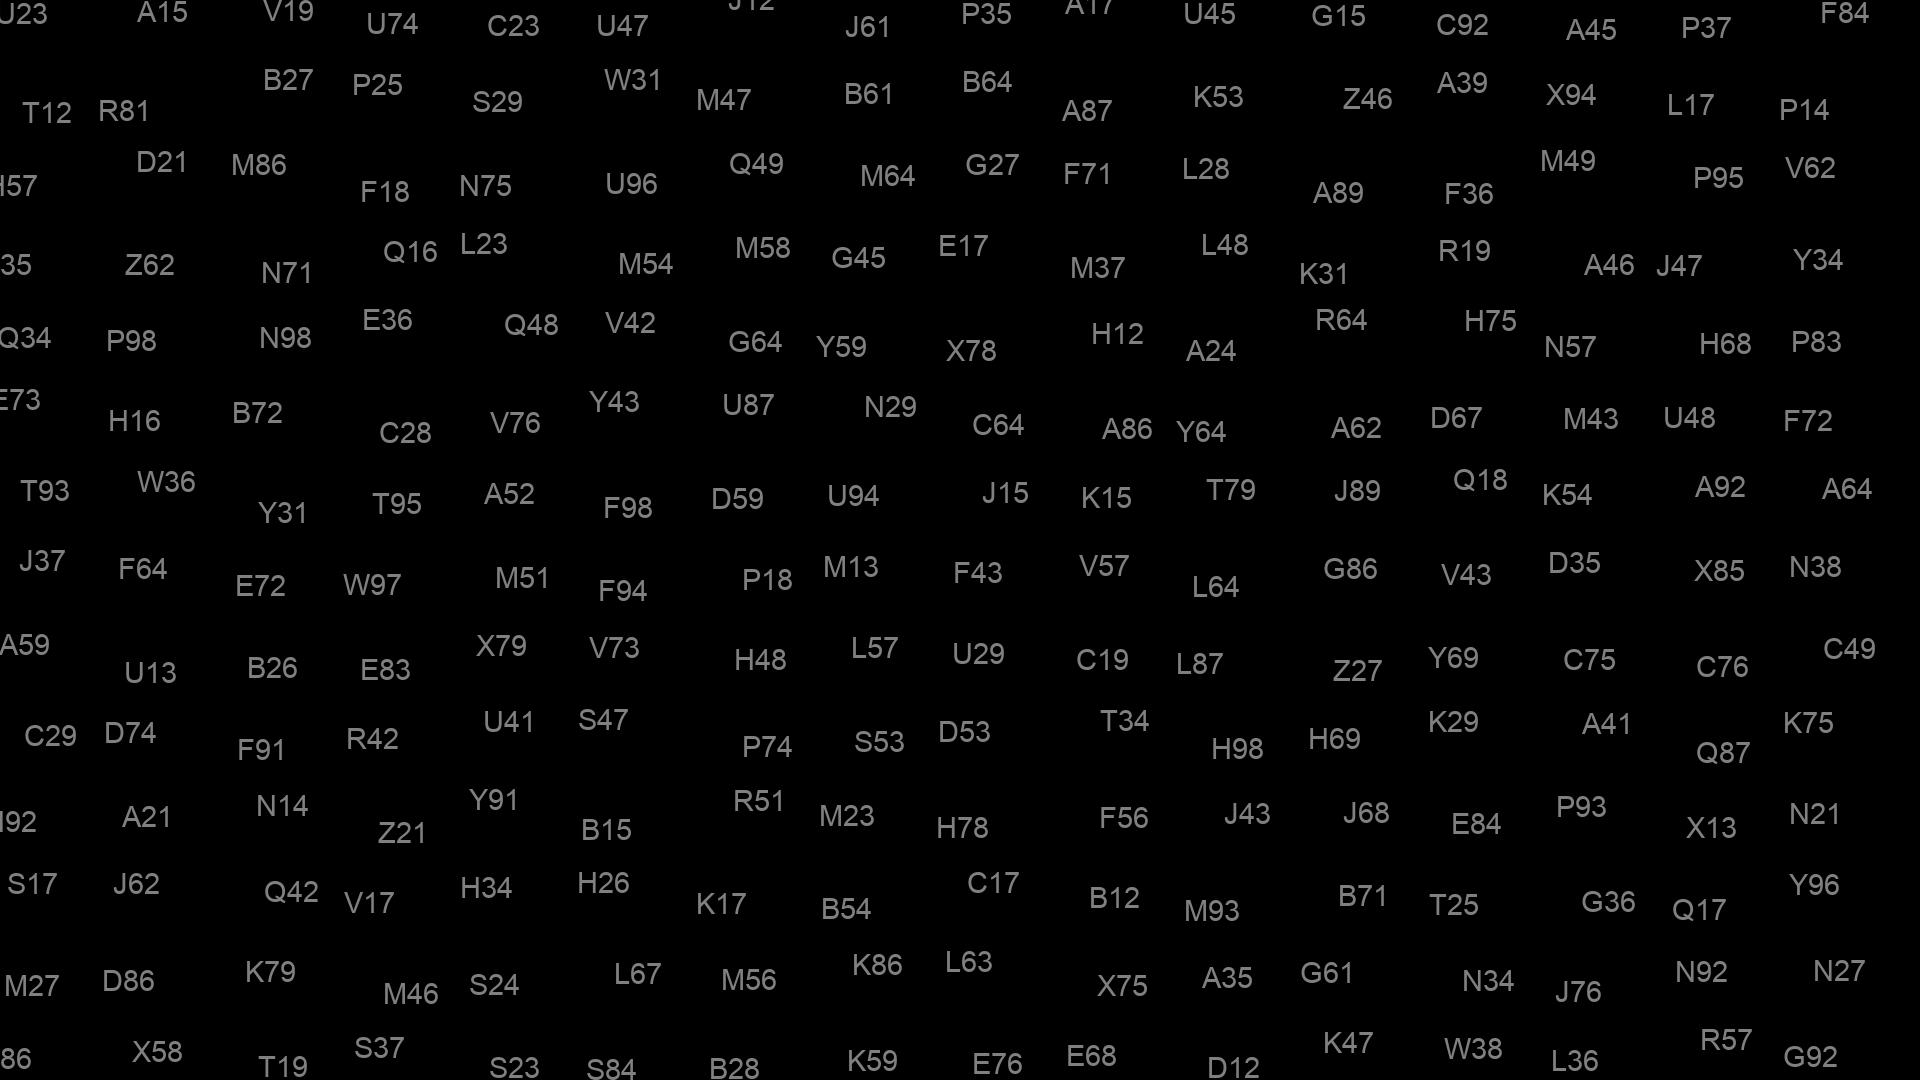 U23 A15 V19 U74 C23 U47 J12 J61 P35 A17 U45 G15 C92 A45 P37 F84
T12 R81 B27 P25 S29 W31 M47 B61 B64 A87 K53 Z46 A39 X94 L17 P14
H57 D21 M86 F18 N75 U96 Q49 M64 G27 F71 L28 A89 F36 M49 P95 V62
35 Z62 N71 Q16 L23 M54 M58 G45 E17 M37 L48 K31 R19 A46 J47 Y34
Q34 P98 N98 E36 Q48 V42 G64 Y59 X78 H12 A24 R64 H75 N57 H68 P83
E73 H16 B72 C28 V76 Y43 U87 N29 C64 A86 Y64 A62 D67 M43 U48 F72
T93 W36 Y31 T95 A52 F98 D59 U94 J15 K15 T79 J89 Q18 K54 A92 A64
J37 F64 E72 W97 M51 F94 P18 M13 F43 V57 L64 G86 V43 D35 X85 N38
A59 U13 B26 E83 X79 V73 H48 L57 U29 C19 L87 Z27 Y69 C75 C76 C49
C29 D74 F91 R42 U41 S47 P74 S53 D53 T34 H98 H69 K29 A41 Q87 K75
92 A21 N14 Z21 Y91 B15 R51 M23 H78 F56 J43 J68 E84 P93 X13 N21
S17 J62 Q42 V17 H34 H26 K17 B54 C17 B12 M93 B71 T25 G36 Q17 Y96
M27 D86 K79 M46 S24 L67 M56 K86 L63 X75 A35 G61 N34 J76 N92 N27
86 X58 T19 S37 S23 S84 B28 K59 E76 E68 D12 K47 W38 L36 R57 G92